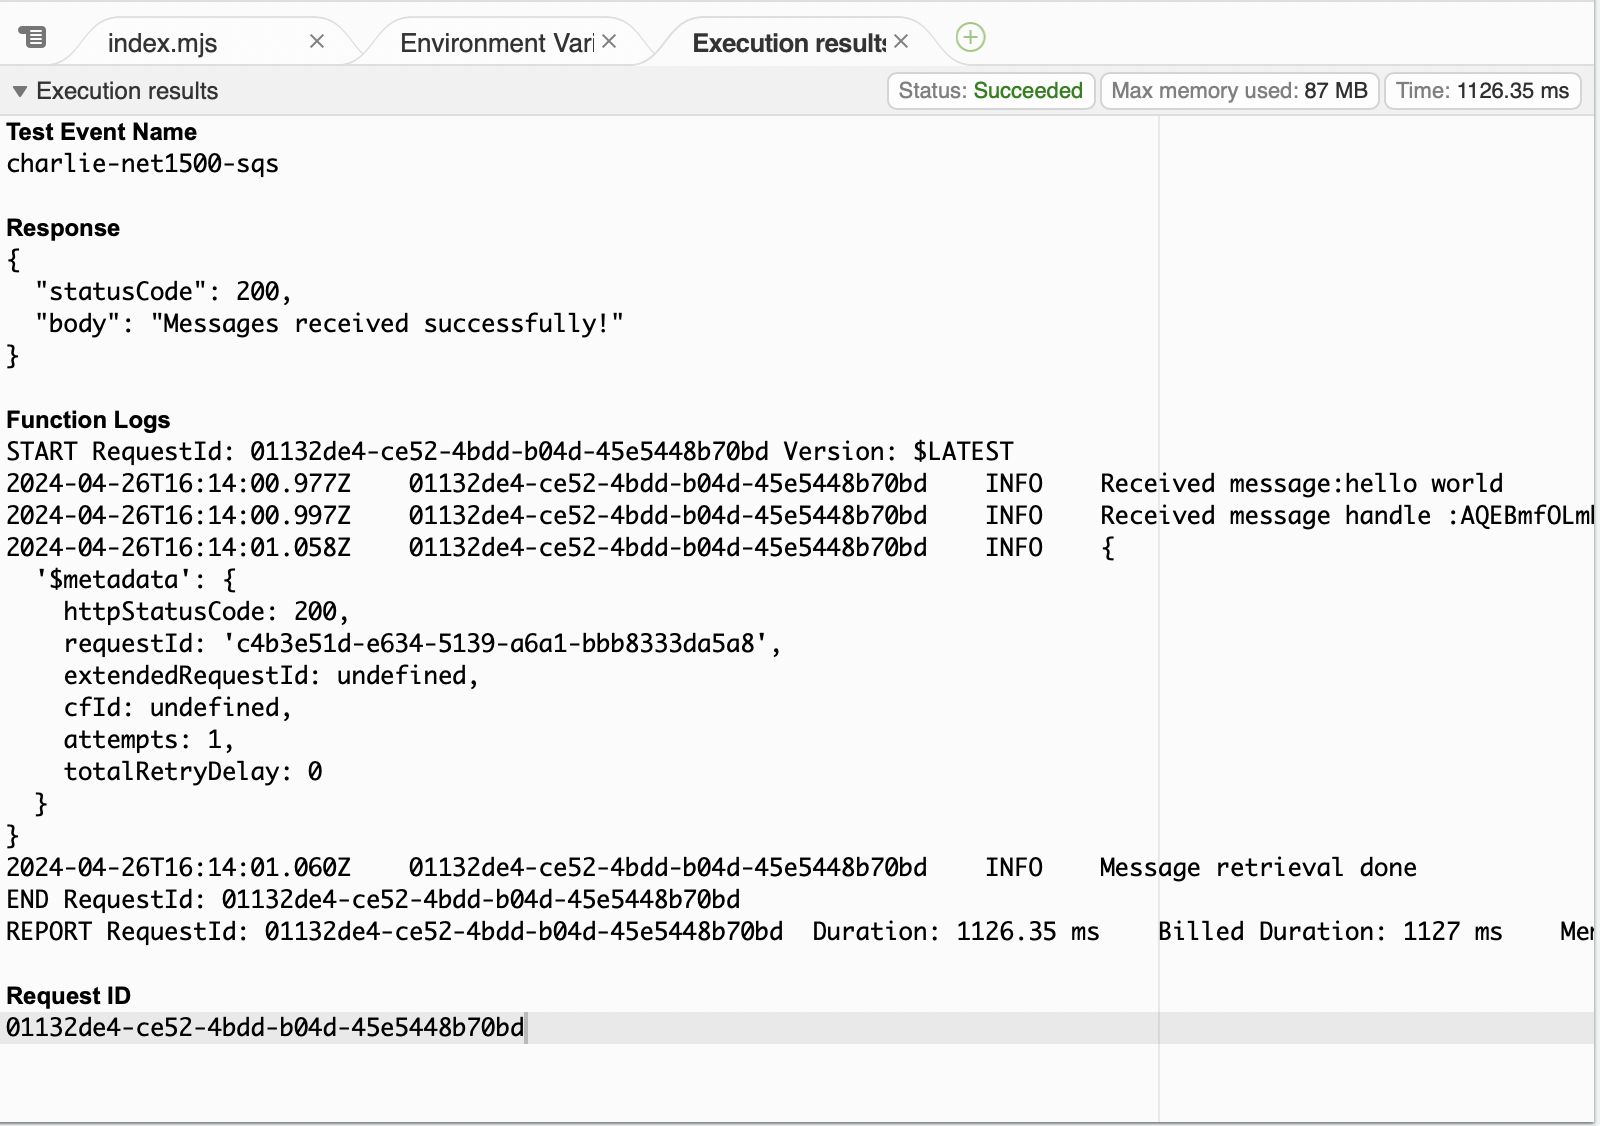 index.mjs
Environment Vari
Execution results
Execution results
Status: Succeeded
Max memory used: 87 MB
Time: 1126.35 ms
Test Event Name
charlie-net1500-sqs
Response
{
  "statusCode": 200,
  "body": "Messages received successfully!"
}
Function Logs
START RequestId: 01132de4-ce52-4bdd-b04d-45e5448b70bd Version: $LATEST
2024-04-26T16:14:00.977Z    01132de4-ce52-4bdd-b04d-45e5448b70bd    INFO    Received message:hello world
2024-04-26T16:14:00.997Z    01132de4-ce52-4bdd-b04d-45e5448b70bd    INFO    Received message handle :AQEBmfOLm
2024-04-26T16:14:01.058Z    01132de4-ce52-4bdd-b04d-45e5448b70bd    INFO    {
  '$metadata': {
    httpStatusCode: 200,
    requestId: 'c4b3e51d-e634-5139-a6a1-bbb8333da5a8',
    extendedRequestId: undefined,
    cfId: undefined,
    attempts: 1,
    totalRetryDelay: 0
  }
}
2024-04-26T16:14:01.060Z    01132de4-ce52-4bdd-b04d-45e5448b70bd    INFO    Message retrieval done
END RequestId: 01132de4-ce52-4bdd-b04d-45e5448b70bd
REPORT RequestId: 01132de4-ce52-4bdd-b04d-45e5448b70bd  Duration: 1126.35 ms    Billed Duration: 1127 ms    Me
Request ID
01132de4-ce52-4bdd-b04d-45e5448b70bd